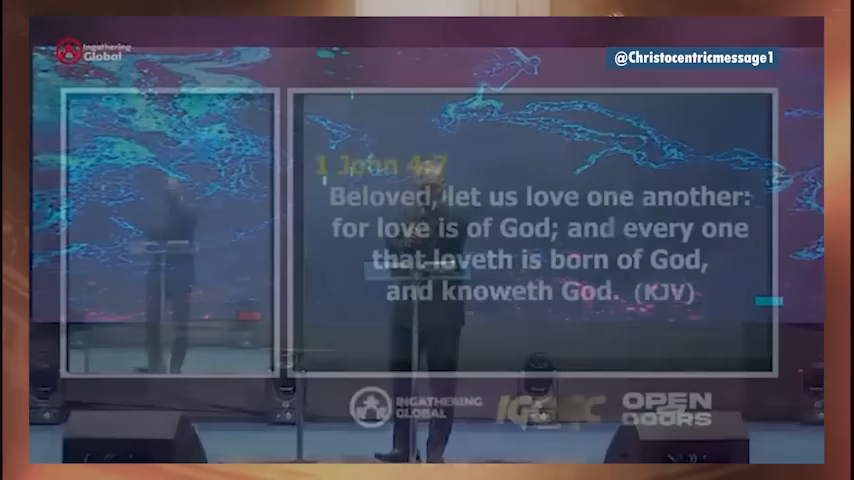 Ingathering
Global
@Christocentricmessage1
1 John 4:7
Beloved, let us love one another:
for love is of God; and every one
that loveth is born of God,
and knoweth God. (KJV)
INGATHERING
GLOBAL
OPEN
DOORS